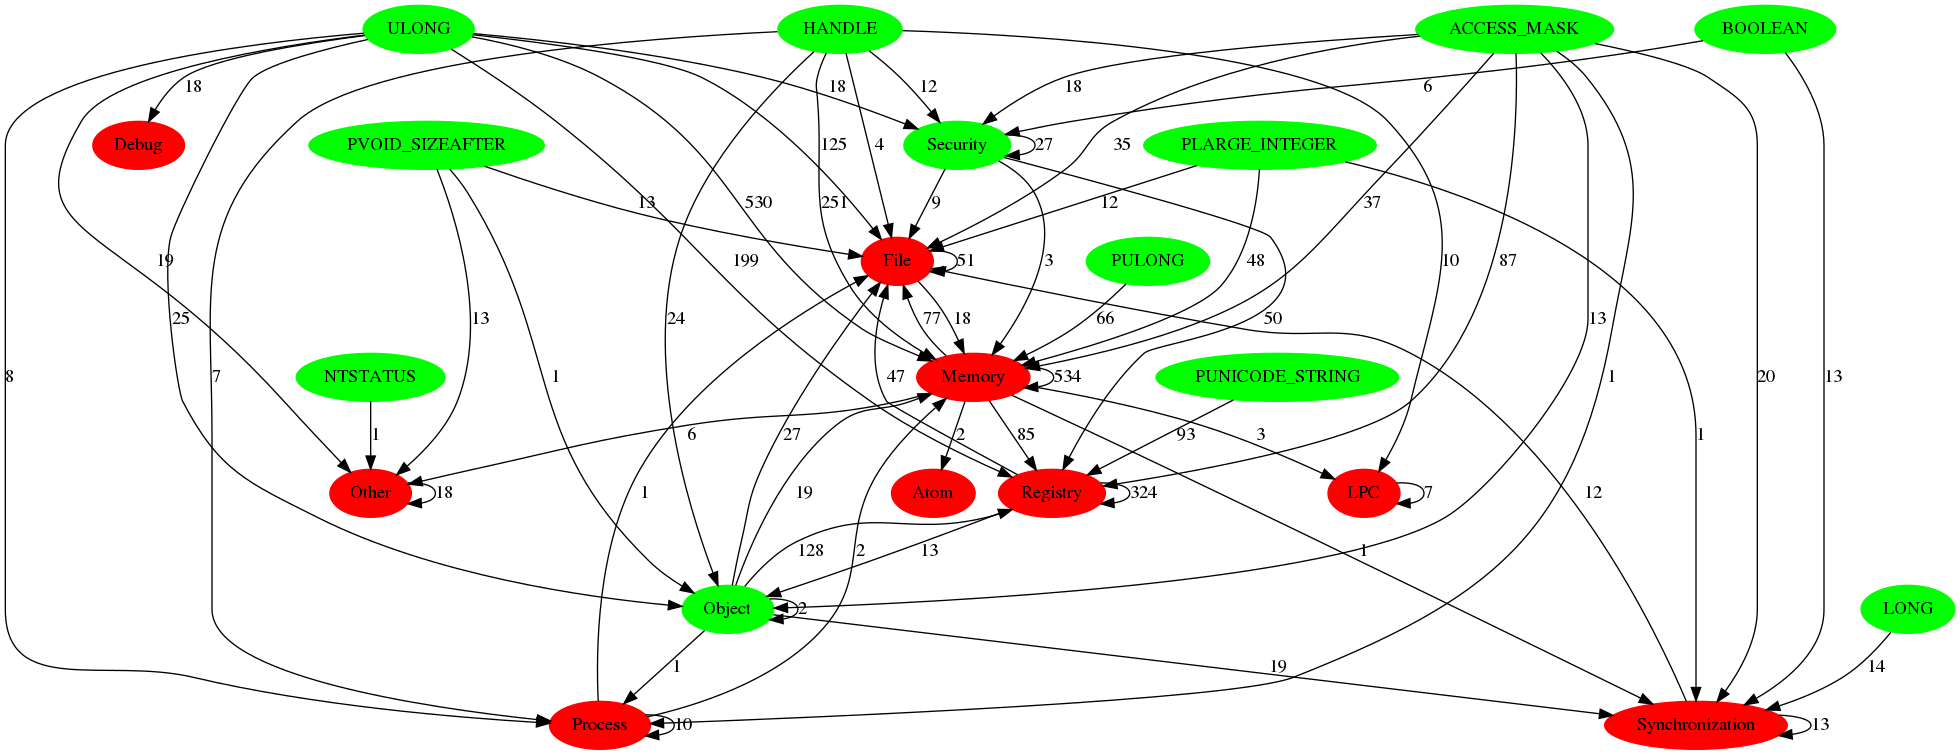 ULONG HANDLE ACCESS_MASK BOOLEAN
18 18 12 18 6
Debug PVOID_SIZEAFTER 125 4 Security 27 35 PLARGE_INTEGER
13 530 251 9 12 37
19 199 File 51 3 PULONG 48 10 87
25 13 24 77 18 66 50 13
8 NTSTATUS 7 1 47 Memory 534 PUNICODE_STRING 1 20 13
1 6 2 85 93 3 1
Other 18 1 19 Atom Registry 324 LPC 7 12
27 128 2 13 1
Object 2 LONG
1 19 14
Process 10 Synchronization 13